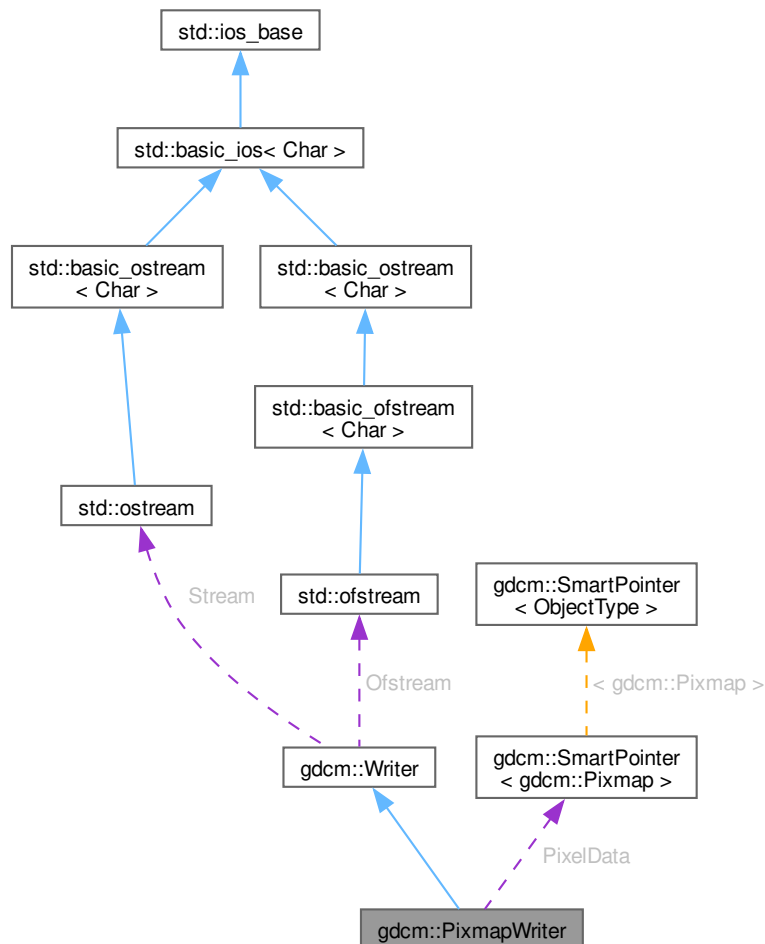 std::ios_base
std::basic_ios< Char >
std::basic_ostream
< Char >
std::basic_ostream
< Char >
std::basic_ofstream
< Char >
std::ostream
std::ofstream
gdcm::SmartPointer
< ObjectType >
Stream
Ofstream
< gdcm::Pixmap >
gdcm::Writer
gdcm::SmartPointer
< gdcm::Pixmap >
PixelData
gdcm::PixmapWriter